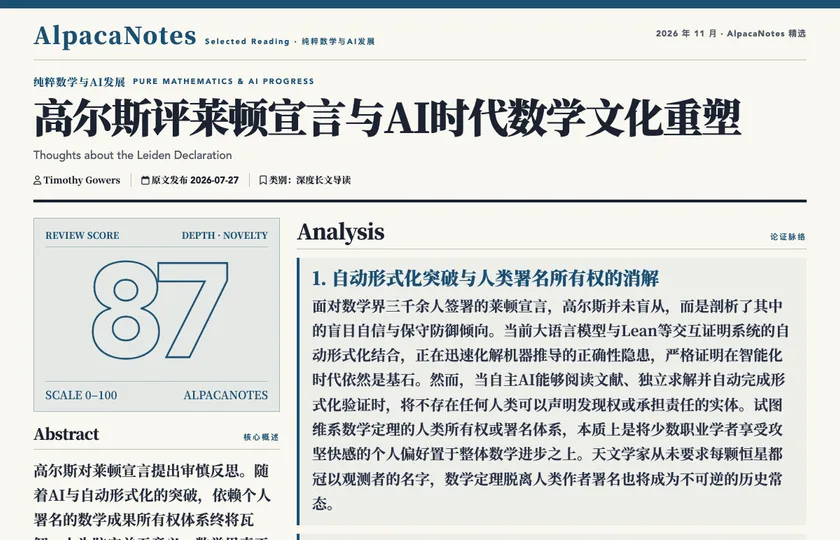 AlpacaNotes Selected Reading · 纯粹数学与AI发展
2026 年 11 月 · AlpacaNotes 精选
纯粹数学与AI发展 PURE MATHEMATICS & AI PROGRESS
高尔斯评莱顿宣言与AI时代数学文化重塑
Thoughts about the Leiden Declaration
Timothy Gowers 原文发布 2026-07-27 类别：深度长文导读
REVIEW SCORE DEPTH · NOVELTY
87
SCALE 0–100 ALPACANOTES
Abstract 核心概述
高尔斯对莱顿宣言提出审慎反思。随
着AI与自动形式化的突破，依赖个人
署名的数学成果所有权体系终将瓦
Analysis 论证脉络
1. 自动形式化突破与人类署名所有权的消解
面对数学界三千余人签署的莱顿宣言，高尔斯并未盲从，而是剖析了其中
的盲目自信与保守防御倾向。当前大语言模型与Lean等交互证明系统的自
动形式化结合，正在迅速化解机器推导的正确性隐患，严格证明在智能化
时代依然是基石。然而，当自主AI能够阅读文献、独立求解并自动完成形
式化验证时，将不存在任何人类可以声明发现权或承担责任的实体。试图
维系数学定理的人类所有权或署名体系，本质上是将少数职业学者享受攻
坚快感的个人偏好置于整体数学进步之上。天文学家从未要求每颗恒星都
冠以观测者的名字，数学定理脱离人类作者署名也将成为不可逆的历史常
态。